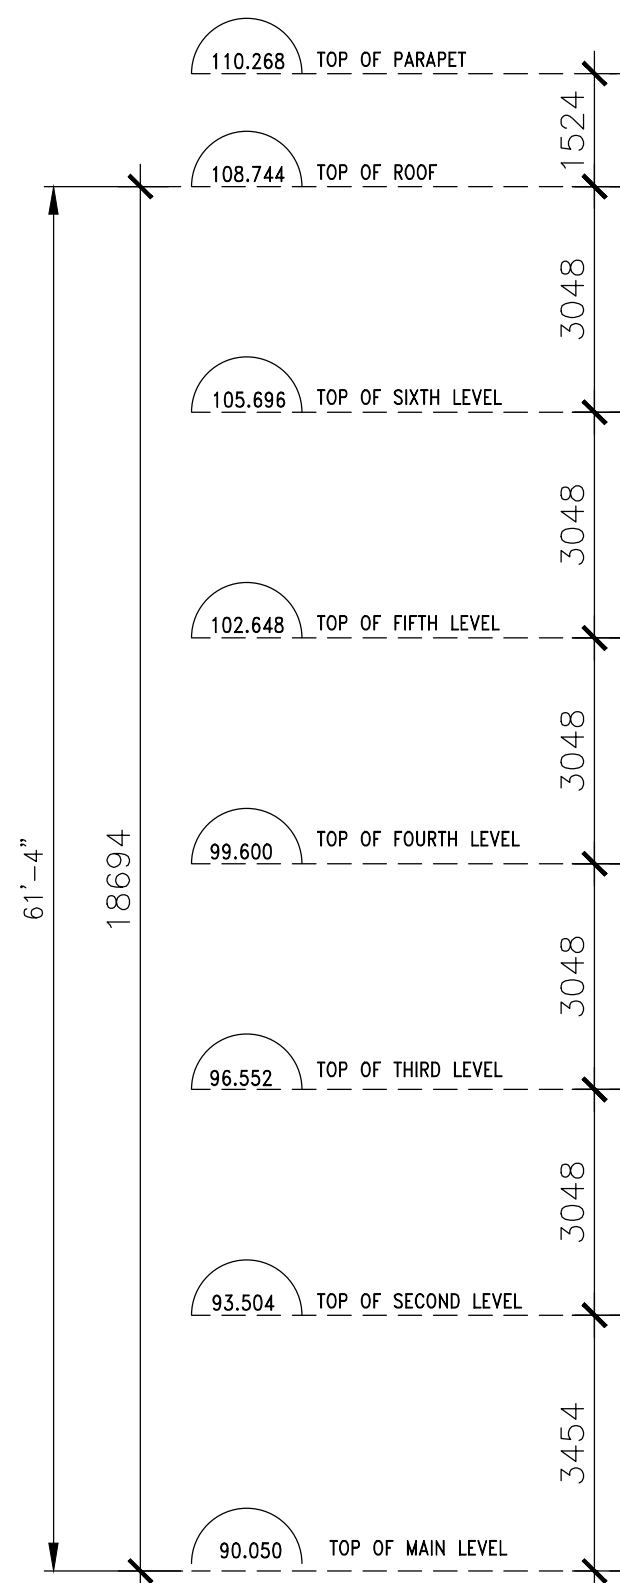 110.268 TOP OF PARAPET
1524
108.744 TOP OF ROOF
3048
105.696 TOP OF SIXTH LEVEL
3048
102.648 TOP OF FIFTH LEVEL
3048
61'-4"
18694
99.600 TOP OF FOURTH LEVEL
3048
96.552 TOP OF THIRD LEVEL
3048
93.504 TOP OF SECOND LEVEL
3454
90.050 TOP OF MAIN LEVEL